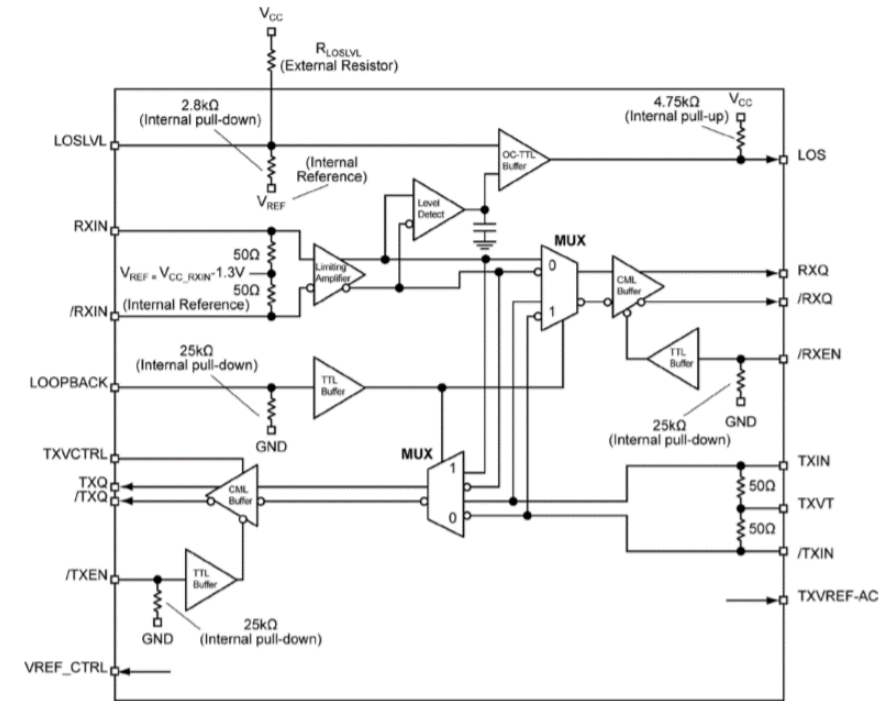 VCC
RLOSLVL
(External Resistor)
2.8kΩ
(Internal pull-down)
4.75kΩ
(Internal pull-up)
VCC
LOSLVL
(Internal
Reference)
VREF
OC-TTL
Buffer
LOS
Level
Detect
RXIN
50Ω
VREF = VCC_RXIN-1.3V
50Ω
(Internal Reference)
/RXIN
Limiting
Amplifier
MUX
0
1
CML
Buffer
RXQ
/RXQ
25kΩ
(Internal pull-down)
LOOPBACK
TTL
Buffer
GND
TTL
Buffer
/RXEN
25kΩ
(Internal pull-down)
GND
TXVCTRL
TXQ
/TXQ
CML
Buffer
MUX
1
0
TXIN
50Ω
TXVT
50Ω
/TXIN
/TXEN
TTL
Buffer
GND
25kΩ
(Internal pull-down)
TXVREF-AC
VREF_CTRL